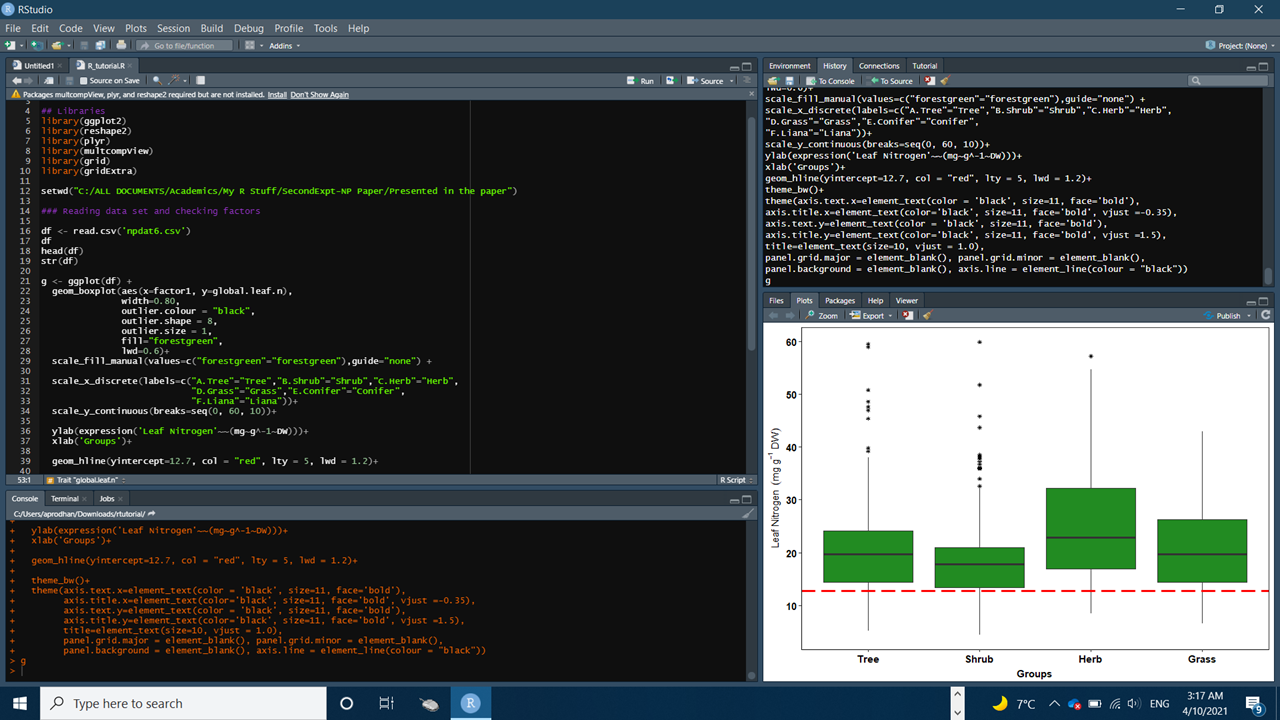 RStudio
File Edit Code View Plots Session Build Debug Profile Tools Help
Go to file/function Addins Project: (None)
Untitled1 R_tutorial.R
Source on Save Run Source
Packages multcompView, plyr, and reshape2 required but are not installed. Install Don't Show Again
3
4 ## Libraries
5 library(ggplot2)
6 library(reshape2)
7 library(plyr)
8 library(multcompView)
9 library(grid)
10 library(gridExtra)
11
12 setwd("C:/ALL DOCUMENTS/Academics/My R Stuff/SecondExpt-NP Paper/Presented in the paper")
13
14 ### Reading data set and checking factors
15
16 df <- read.csv('npdat6.csv')
17 df
18 head(df)
19 str(df)
20
21 g <- ggplot(df) +
22 geom_boxplot(aes(x=factor1, y=global.leaf.n),
23 width=0.80,
24 outlier.colour = "black",
25 outlier.shape = 8,
26 outlier.size = 1,
27 fill="forestgreen",
28 lwd=0.6)+
29 scale_fill_manual(values=c("forestgreen"="forestgreen"),guide="none") +
30
31 scale_x_discrete(labels=c("A.Tree"="Tree","B.Shrub"="Shrub","C.Herb"="Herb",
32 "D.Grass"="Grass","E.Conifer"="Conifer",
33 "F.Liana"="Liana"))+
34 scale_y_continuous(breaks=seq(0, 60, 10))+
35
36 ylab(expression('Leaf Nitrogen'~~(mg~g^-1~DW)))+
37 xlab('Groups')+
38
39 geom_hline(yintercept=12.7, col = "red", lty = 5, lwd = 1.2)+
40
53:1 Trait "global.leaf.n" R Script
Console Terminal Jobs
C:/Users/aprodhan/Downloads/rtutorial/
+ ylab(expression('Leaf Nitrogen'~~(mg~g^-1~DW)))+
+ xlab('Groups')+
+
+ geom_hline(yintercept=12.7, col = "red", lty = 5, lwd = 1.2)+
+
+ theme_bw()+
+ theme(axis.text.x=element_text(color = 'black', size=11, face='bold'),
+ axis.title.x=element_text(color='black', size=11, face='bold', vjust =-0.35),
+ axis.text.y=element_text(color = 'black', size=11, face='bold'),
+ axis.title.y=element_text(color='black', size=11, face='bold', vjust =1.5),
+ title=element_text(size=10, vjust = 1.0),
+ panel.grid.major = element_blank(), panel.grid.minor = element_blank(),
+ panel.background = element_blank(), axis.line = element_line(colour = "black"))
> g
>
Environment History Connections Tutorial
To Console To Source
lwd=0.6)+
scale_fill_manual(values=c("forestgreen"="forestgreen"),guide="none") +
scale_x_discrete(labels=c("A.Tree"="Tree","B.Shrub"="Shrub","C.Herb"="Herb",
"D.Grass"="Grass","E.Conifer"="Conifer",
"F.Liana"="Liana"))+
scale_y_continuous(breaks=seq(0, 60, 10))+
ylab(expression('Leaf Nitrogen'~~(mg~g^-1~DW)))+
xlab('Groups')+
geom_hline(yintercept=12.7, col = "red", lty = 5, lwd = 1.2)+
theme_bw()+
theme(axis.text.x=element_text(color = 'black', size=11, face='bold'),
axis.title.x=element_text(color='black', size=11, face='bold', vjust =-0.35),
axis.text.y=element_text(color = 'black', size=11, face='bold'),
axis.title.y=element_text(color='black', size=11, face='bold', vjust =1.5),
title=element_text(size=10, vjust = 1.0),
panel.grid.major = element_blank(), panel.grid.minor = element_blank(),
panel.background = element_blank(), axis.line = element_line(colour = "black"))
g
Files Plots Packages Help Viewer
Zoom Export Publish
60
50
40
30
20
10
Leaf Nitrogen (mg g⁻¹ DW)
Tree Shrub Herb Grass
Groups
Type here to search
R
7°C ENG
3:17 AM
4/10/2021
9